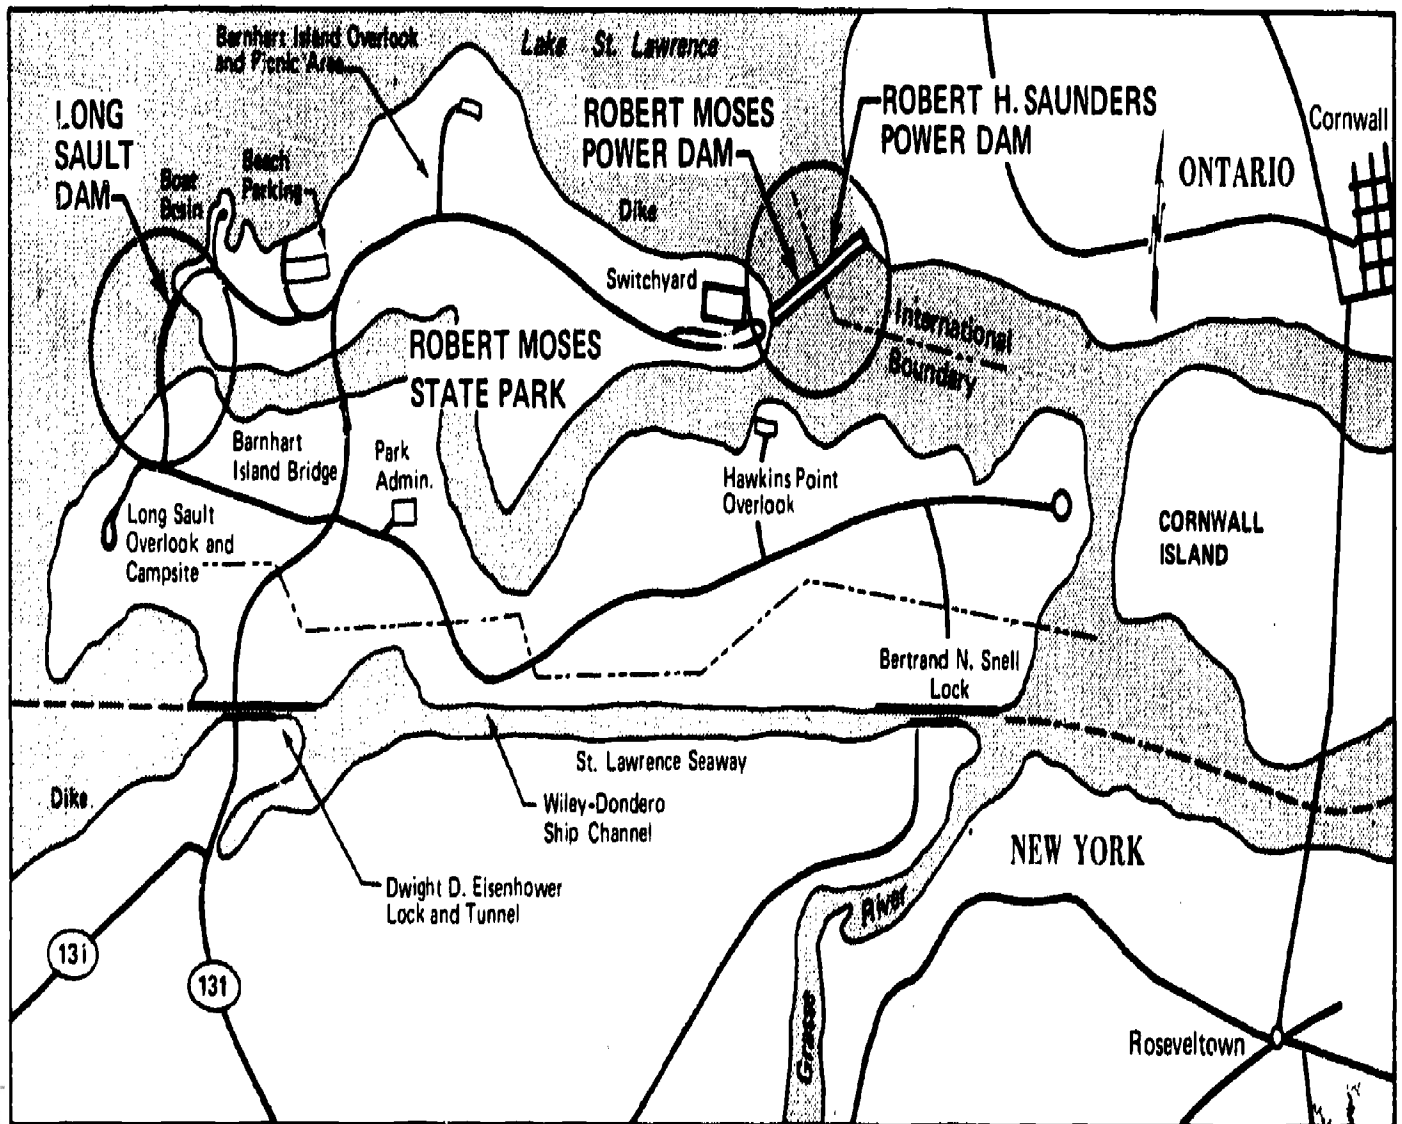 Barnhart Island Overlook
and Picnic Area
Lake St. Lawrence
LONG
SAULT
DAM
Boat
Basin
Beach
Parking
ROBERT MOSES
POWER DAM
ROBERT H. SAUNDERS
POWER DAM
Cornwall
ONTARIO
Dike
Switchyard
International
Boundary
ROBERT MOSES
STATE PARK
Barnhart
Island Bridge
Park
Admin.
Hawkins Point
Overlook
Long Sault
Overlook and
Campsite
CORNWALL
ISLAND
Bertrand N. Snell
Lock
St. Lawrence Seaway
Dike
Wiley-Dondero
Ship Channel
NEW YORK
Dwight D. Eisenhower
Lock and Tunnel
River
Grasse
131
131
Roseveltown